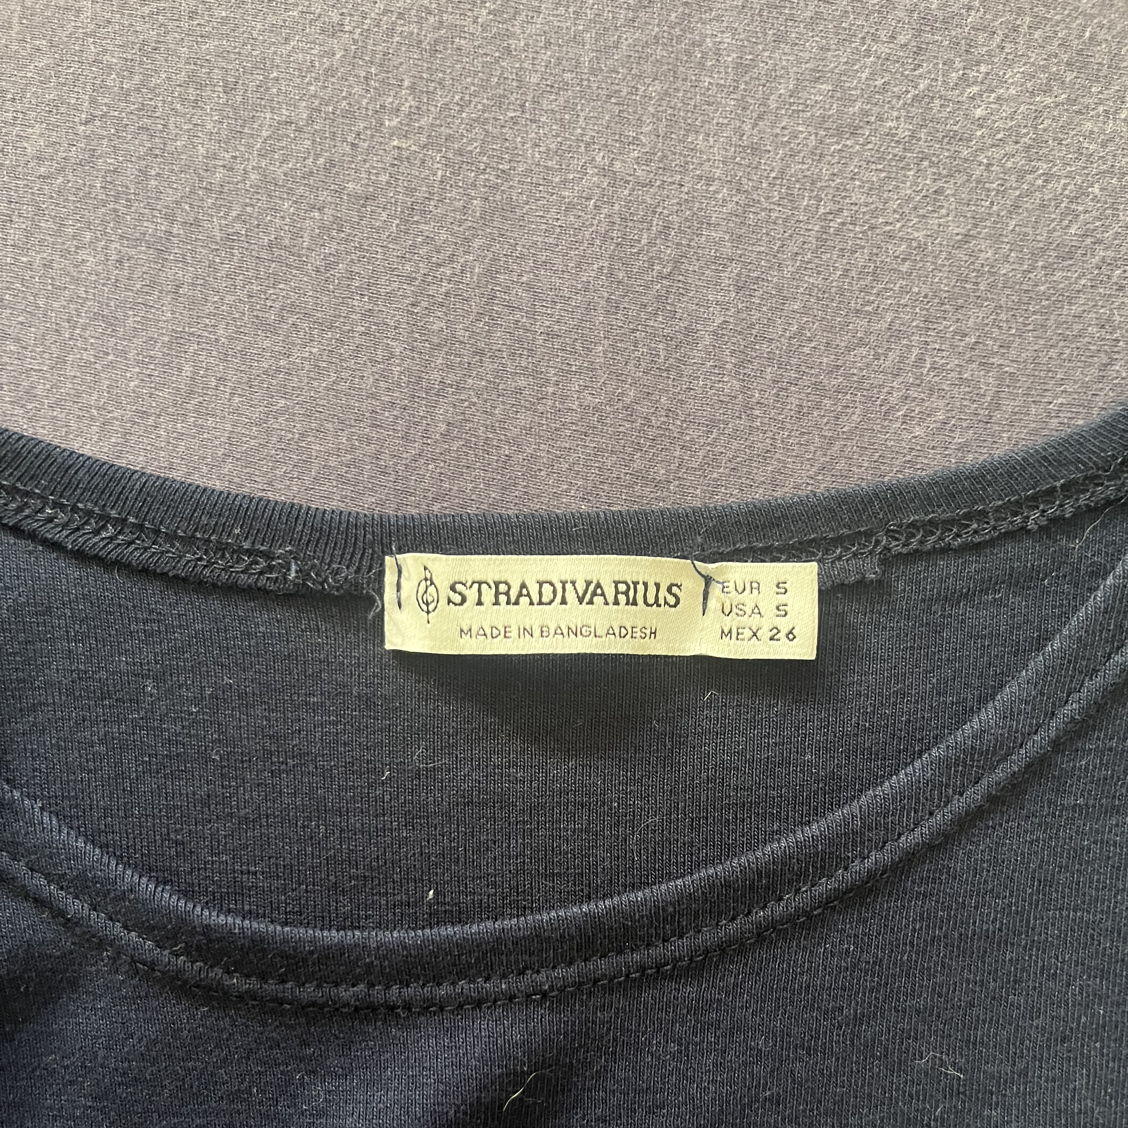 STRADIVARIUS
MADE IN BANGLADESH
EUR S
USA S
MEX 26